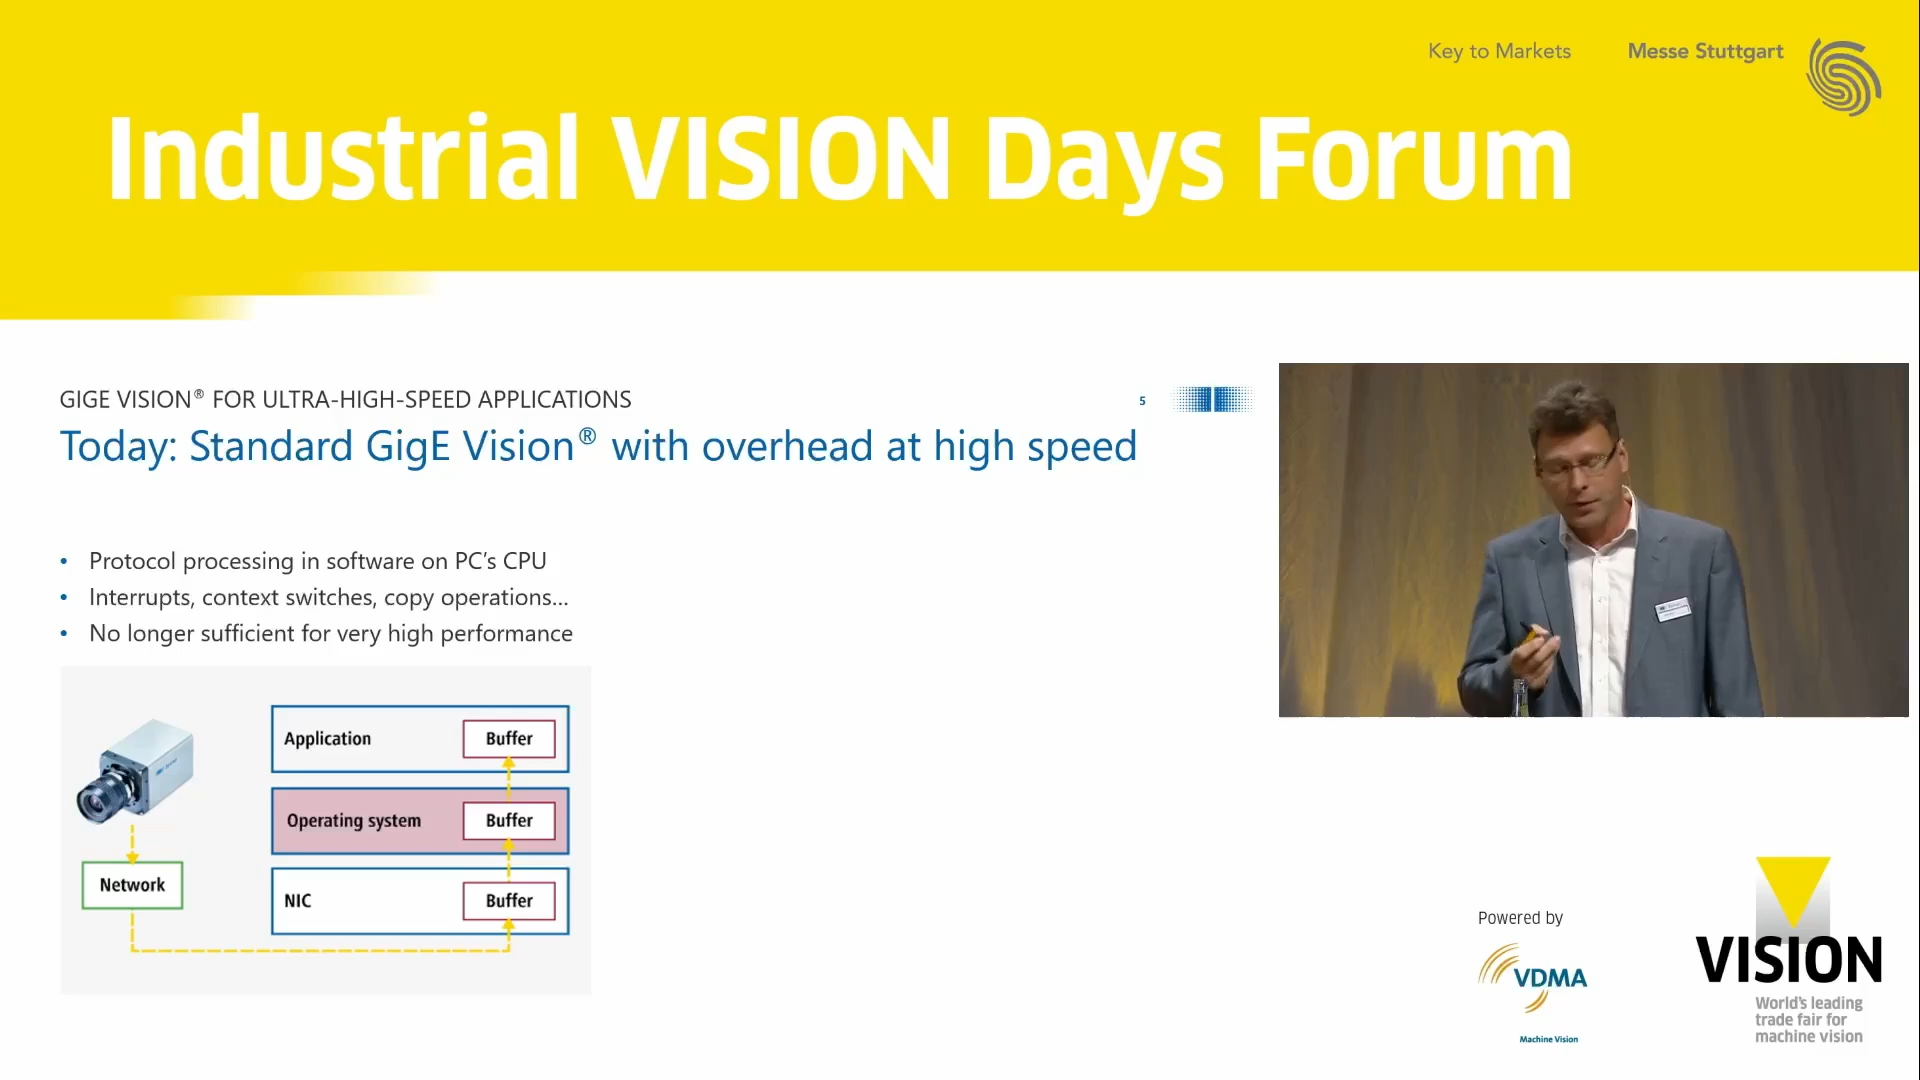 Key to Markets
Messe Stuttgart
Industrial VISION Days Forum
GIGE VISION® FOR ULTRA-HIGH-SPEED APPLICATIONS
5
Today: Standard GigE Vision® with overhead at high speed
• Protocol processing in software on PC’s CPU
• Interrupts, context switches, copy operations...
• No longer sufficient for very high performance
Application
Buffer
Operating system
Buffer
Network
NIC
Buffer
Powered by
VDMA
Machine Vision
VISION
World's leading
trade fair for
machine vision